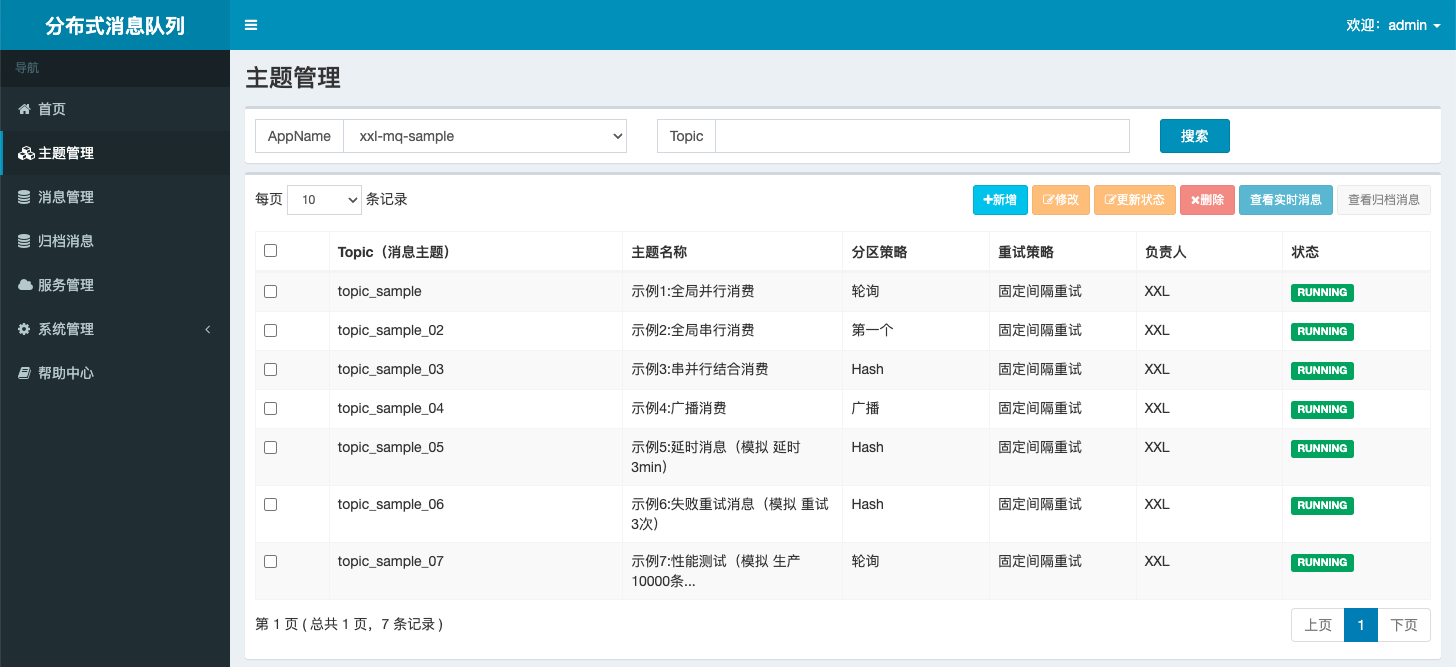 分布式消息队列
欢迎：admin
导航
首页
主题管理
消息管理
归档消息
服务管理
系统管理
帮助中心
主题管理
AppName xxl-mq-sample Topic 搜索
每页 10 条记录 新增 修改 更新状态 删除 查看实时消息 查看归档消息
Topic（消息主题） 主题名称 分区策略 重试策略 负责人 状态
topic_sample 示例1:全局并行消费 轮询 固定间隔重试 XXL RUNNING
topic_sample_02 示例2:全局串行消费 第一个 固定间隔重试 XXL RUNNING
topic_sample_03 示例3:串并行结合消费 Hash 固定间隔重试 XXL RUNNING
topic_sample_04 示例4:广播消费 广播 固定间隔重试 XXL RUNNING
topic_sample_05 示例5:延时消息（模拟 延时 Hash 固定间隔重试 XXL RUNNING
3min）
topic_sample_06 示例6:失败重试消息（模拟 重试 Hash 固定间隔重试 XXL RUNNING
3次）
topic_sample_07 示例7:性能测试（模拟 生产 轮询 固定间隔重试 XXL RUNNING
10000条...
第 1 页 ( 总共 1 页，7 条记录 ) 上页 1 下页